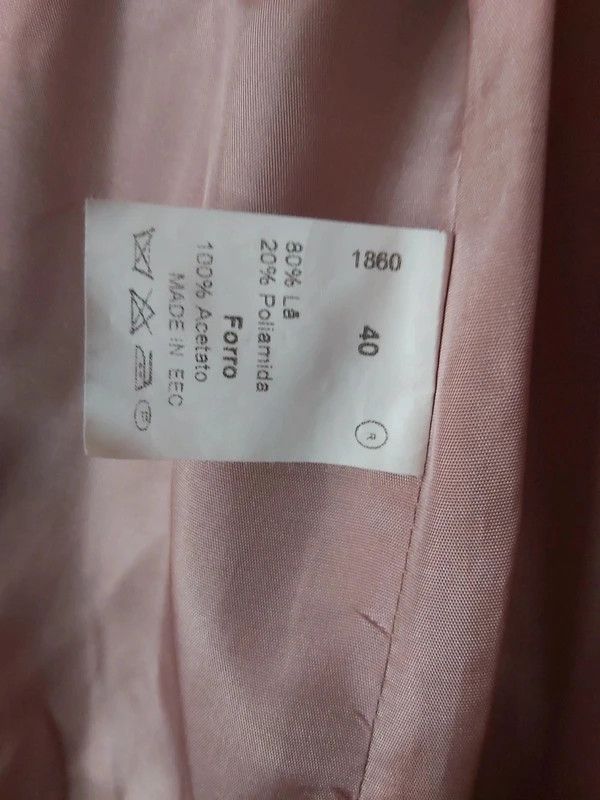 1860
40
R
80% Lã
20% Poliamida
Forro
100% Acetato
MADE IN EEC
P